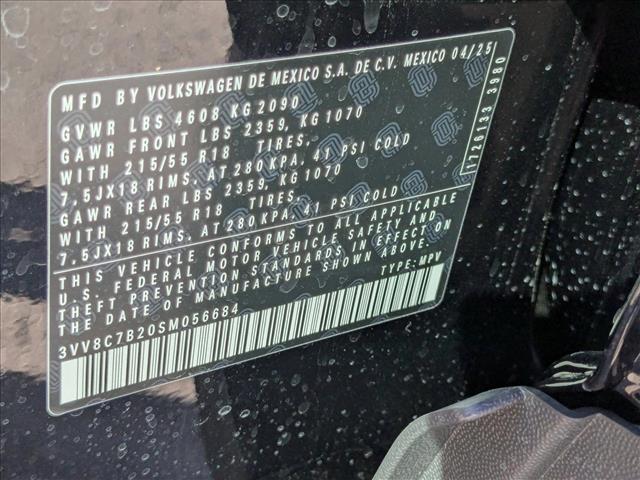 MFD BY VOLKSWAGEN DE MEXICO S.A. DE C.V. MEXICO 04/25
GVWR LBS 4608 KG 2090
GAWR FRONT LBS 2359, KG 1070
WITH 215/55 R18 TIRES,
7.5JX18 RIMS, AT 280 KPA, 41 PSI COLD
GAWR REAR LBS 2359, KG 1070
WITH 215/55 R18 TIRES,
7.5JX18 RIMS, AT 280 KPA, 41 PSI COLD
THIS VEHICLE CONFORMS TO ALL APPLICABLE
U.S. FEDERAL MOTOR VEHICLE SAFETY AND
THEFT PREVENTION STANDARDS IN EFFECT ON
THE DATE OF MANUFACTURE SHOWN ABOVE.
3VV8C7B20SM056684 TYPE: MPV
3980